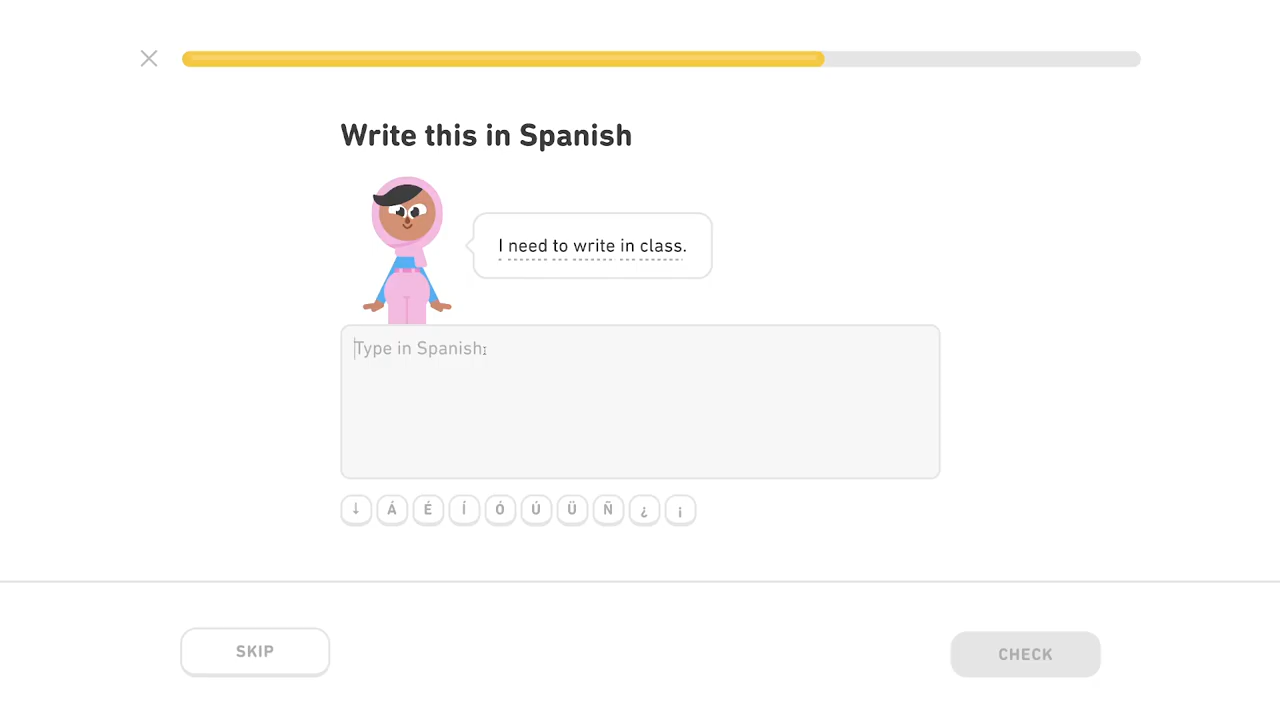 Write this in Spanish
I need to write in class.
Type in Spanish
↓ Á É Í Ó Ú Ü Ñ ¿ ¡
SKIP
CHECK